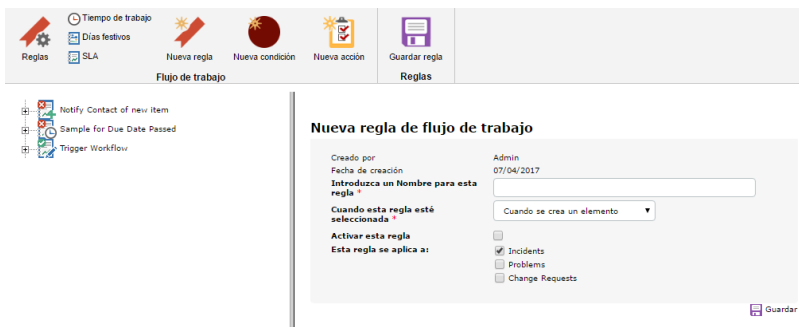 Reglas
Tiempo de trabajo
Días festivos
SLA
Nueva regla
Nueva condición
Nueva acción
Flujo de trabajo
Guardar regla
Reglas
Notify Contact of new item
Sample for Due Date Passed
Trigger Workflow
Nueva regla de flujo de trabajo
Creado por Admin
Fecha de creación 07/04/2017
Introduzca un Nombre para esta
regla *
Cuando esta regla esté
seleccionada * Cuando se crea un elemento
Activar esta regla
Esta regla se aplica a: Incidents
Problems
Change Requests
Guardar